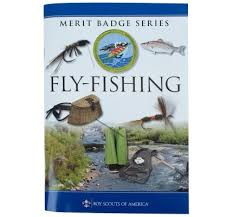 MERIT BADGE SERIES
FLY-FISHING
BOY SCOUTS OF AMERICA